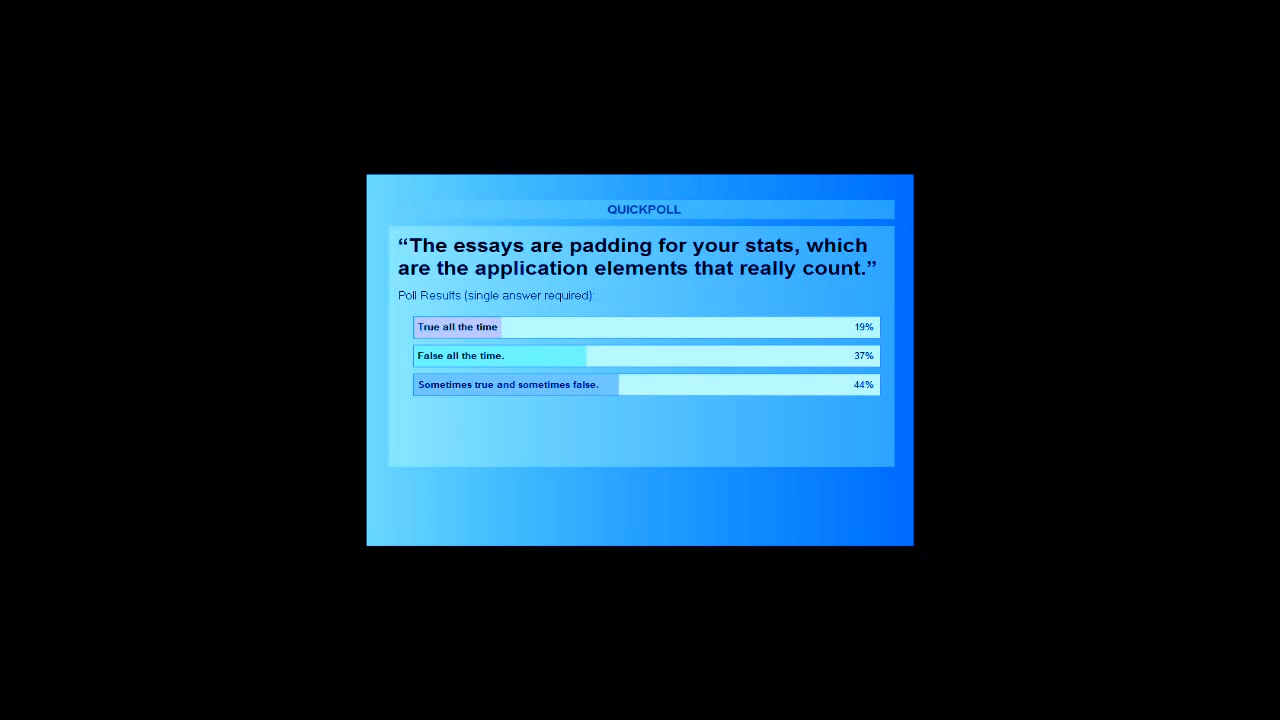 QUICKPOLL
“The essays are padding for your stats, which
are the application elements that really count.”
Poll Results (single answer required):
True all the time 19%
False all the time. 37%
Sometimes true and sometimes false. 44%